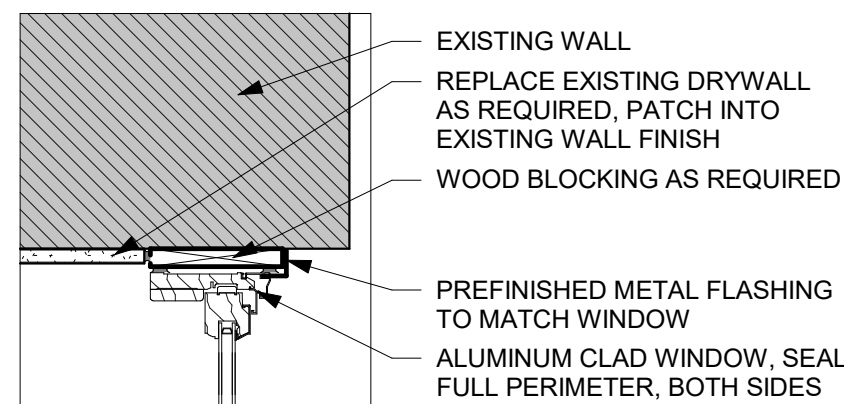 EXISTING WALL
REPLACE EXISTING DRYWALL
AS REQUIRED, PATCH INTO
EXISTING WALL FINISH
WOOD BLOCKING AS REQUIRED
PREFINISHED METAL FLASHING
TO MATCH WINDOW
ALUMINUM CLAD WINDOW, SEAL
FULL PERIMETER, BOTH SIDES